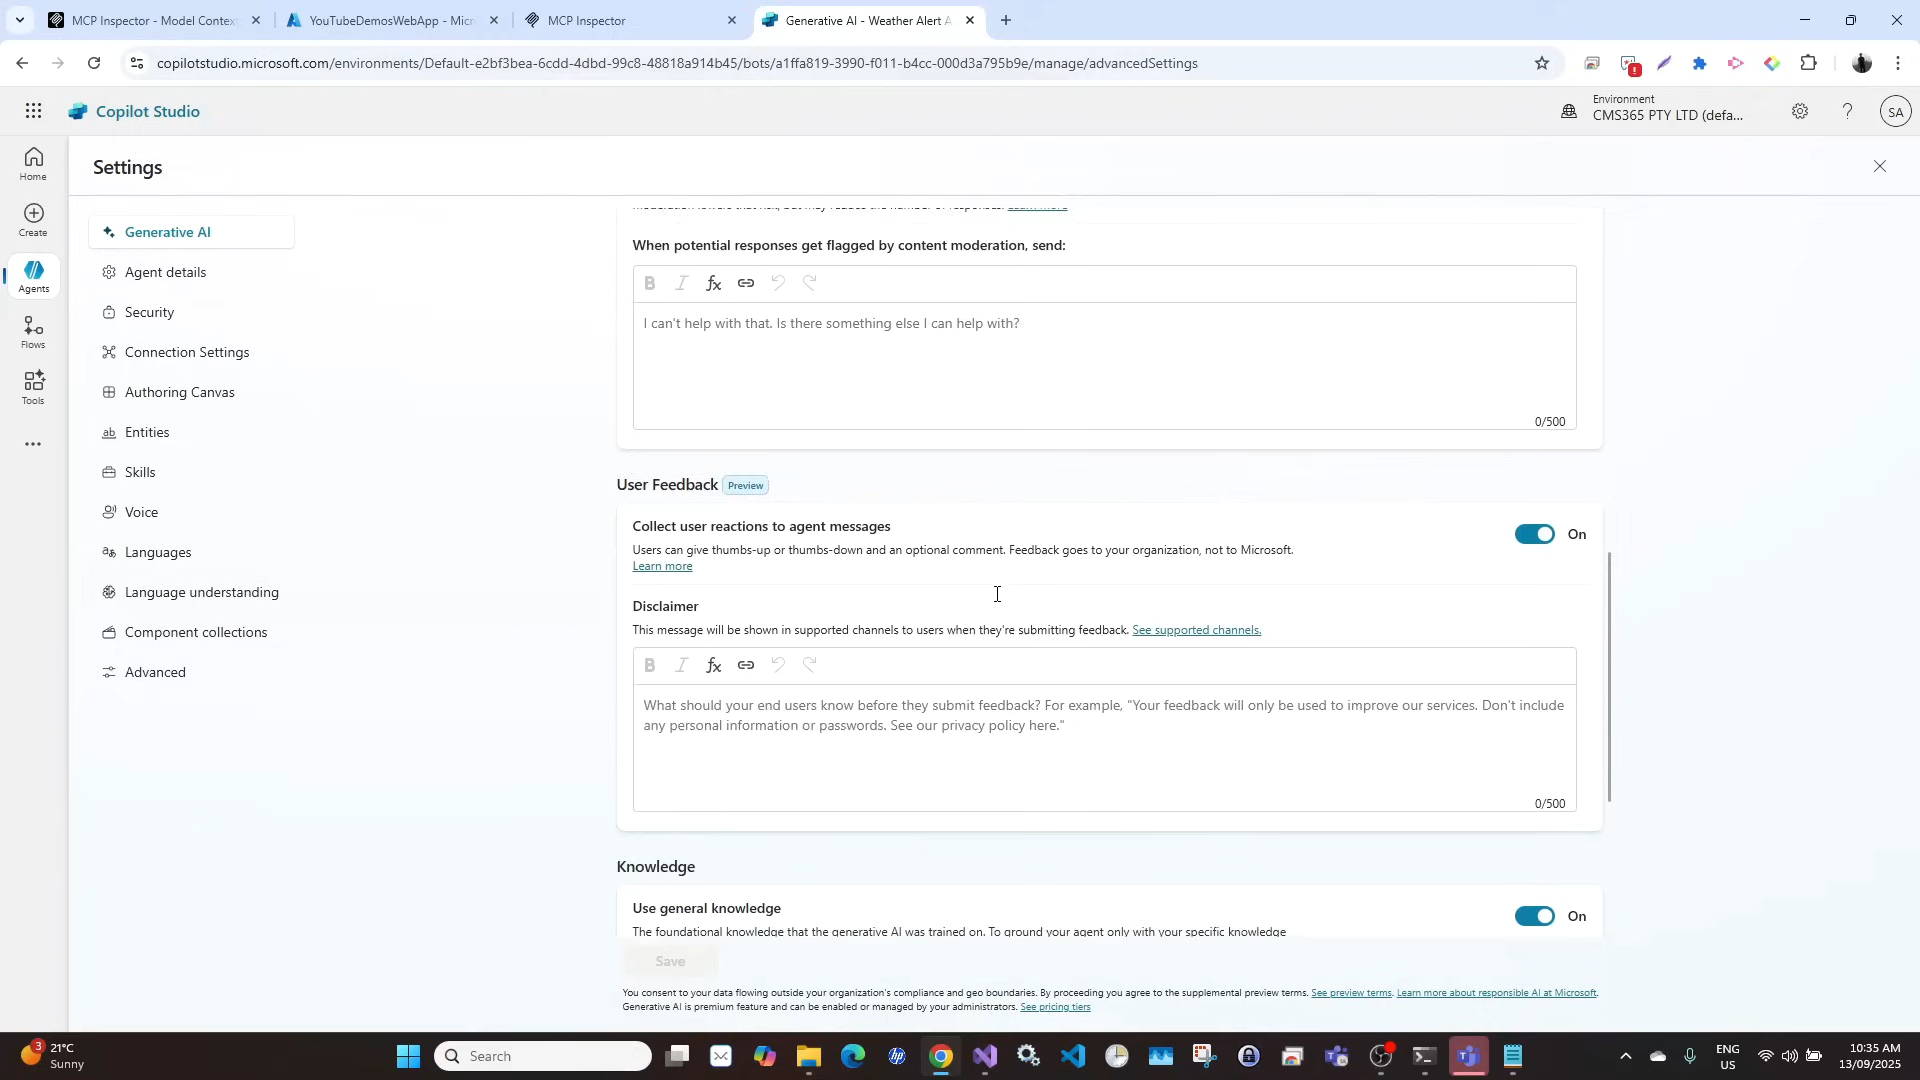 MCP Inspector - Model Context
YouTubeDemosWebApp - Micr
MCP Inspector
Generative AI - Weather Alert A
copilotstudio.microsoft.com/environments/Default-e2bf3bea-6cdd-4dbd-99c8-48818a914b45/bots/a1ffa819-3990-f011-b4cc-000d3a795b9e/manage/advancedSettings
Copilot Studio
Environment
CMS365 PTY LTD (defa...
SA
Home
Create
Agents
Flows
Tools
Settings
Generative AI
Agent details
Security
Connection Settings
Authoring Canvas
Entities
Skills
Voice
Languages
Language understanding
Component collections
Advanced
When potential responses get flagged by content moderation, send:
I can't help with that. Is there something else I can help with?
0/500
User Feedback Preview
Collect user reactions to agent messages
On
Users can give thumbs-up or thumbs-down and an optional comment. Feedback goes to your organization, not to Microsoft.
Learn more
Disclaimer
This message will be shown in supported channels to users when they're submitting feedback. See supported channels.
What should your end users know before they submit feedback? For example, "Your feedback will only be used to improve our services. Don't include
any personal information or passwords. See our privacy policy here."
0/500
Knowledge
Use general knowledge
On
The foundational knowledge that the generative AI was trained on. To ground your agent only with your specific knowledge
Save
You consent to your data flowing outside your organization's compliance and geo boundaries. By proceeding you agree to the supplemental preview terms. See preview terms. Learn more about responsible AI at Microsoft.
Generative AI is premium feature and can be enabled or managed by your administrators. See pricing tiers
3
21°C
Sunny
Search
ENG
US
10:35 AM
13/09/2025